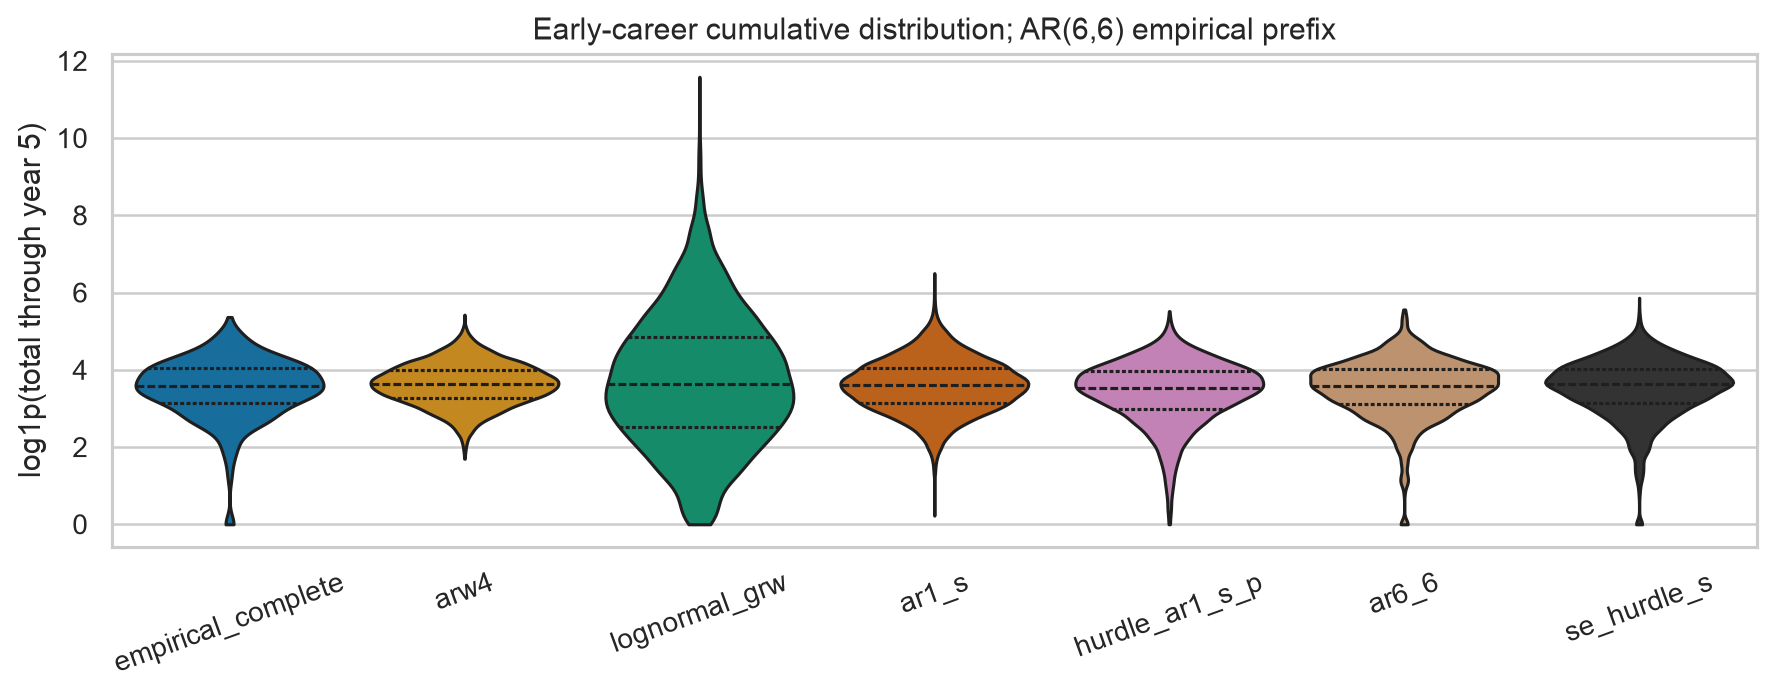 Early-career cumulative distribution; AR(6,6) empirical prefix
log1p(total through year 5)
12
10
8
6
4
2
0
empirical_complete
arw4
lognormal_grw
ar1_s
hurdle_ar1_s_p
ar6_6
se_hurdle_s